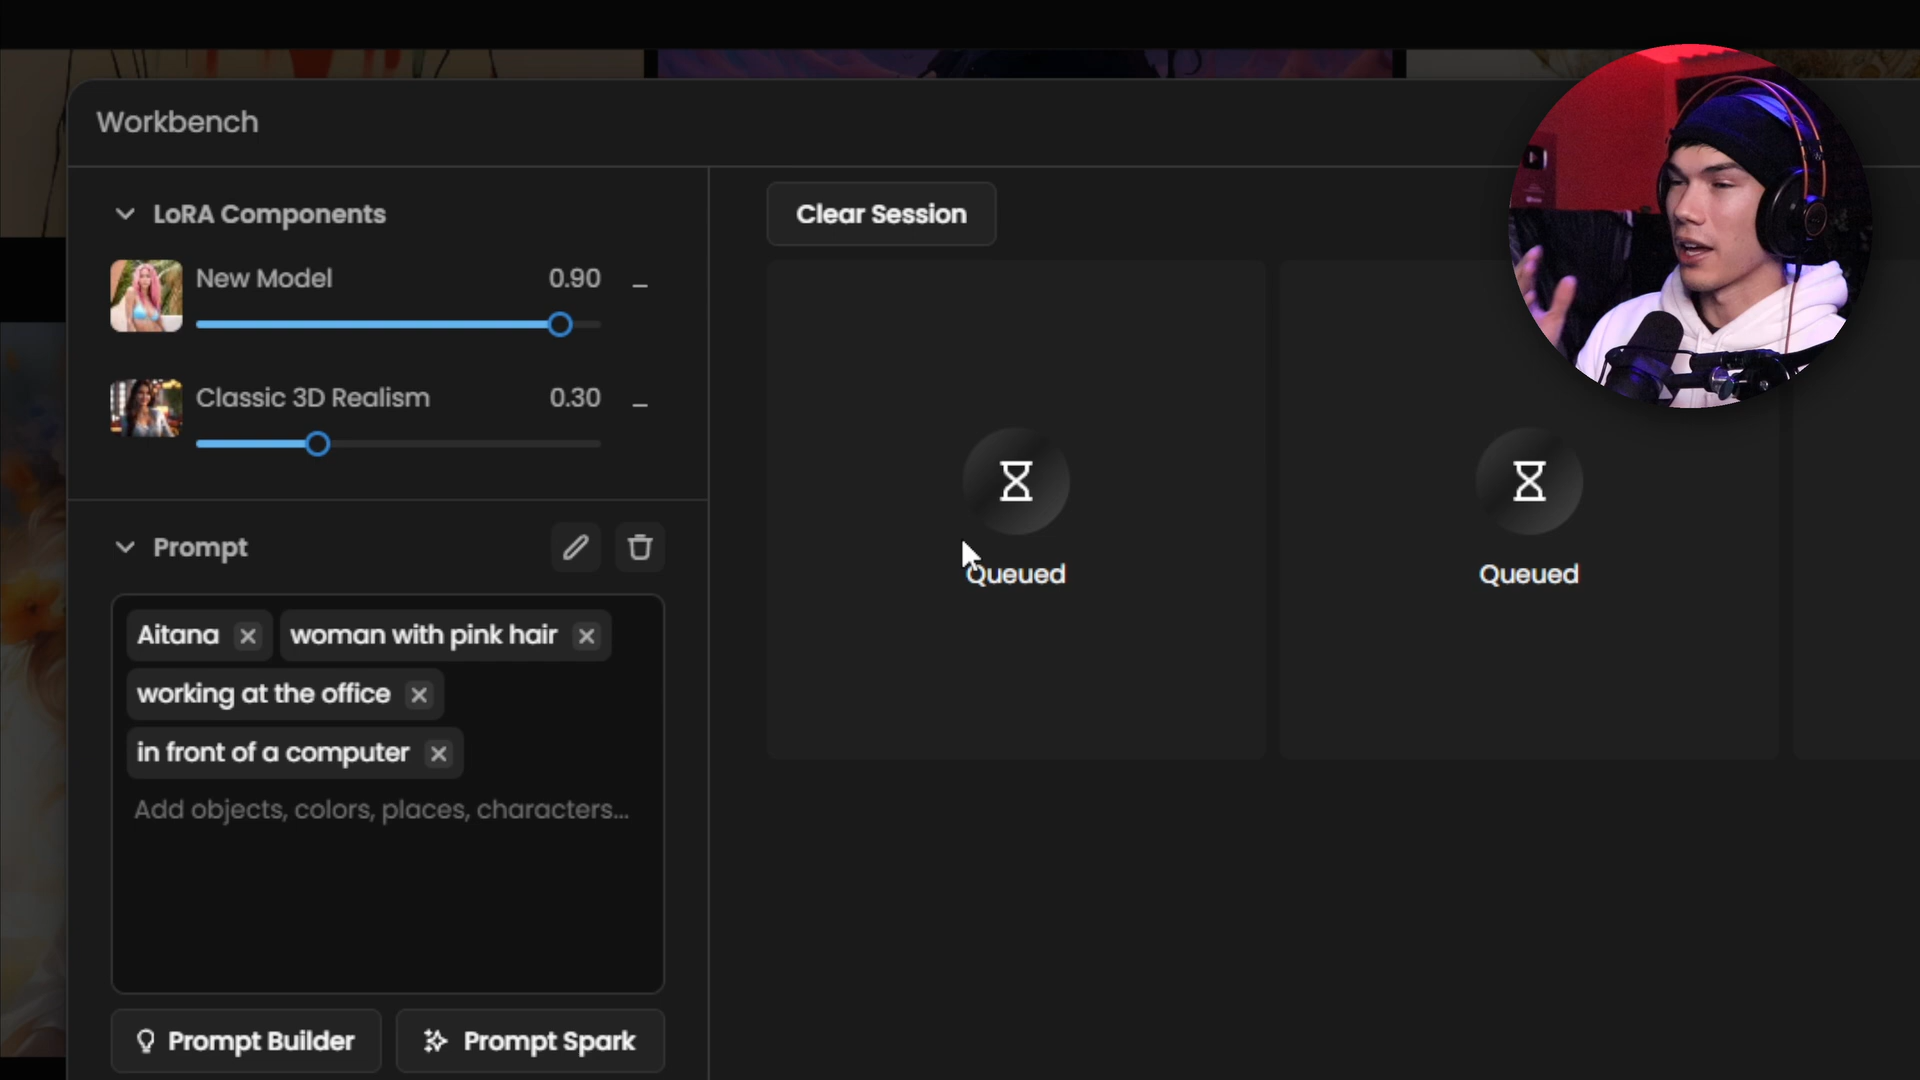 Workbench
LoRA Components
New Model 0.90
Classic 3D Realism 0.30
Prompt
Aitana woman with pink hair
working at the office
in front of a computer
Add objects, colors, places, characters...
Prompt Builder Prompt Spark
Clear Session
Queued Queued